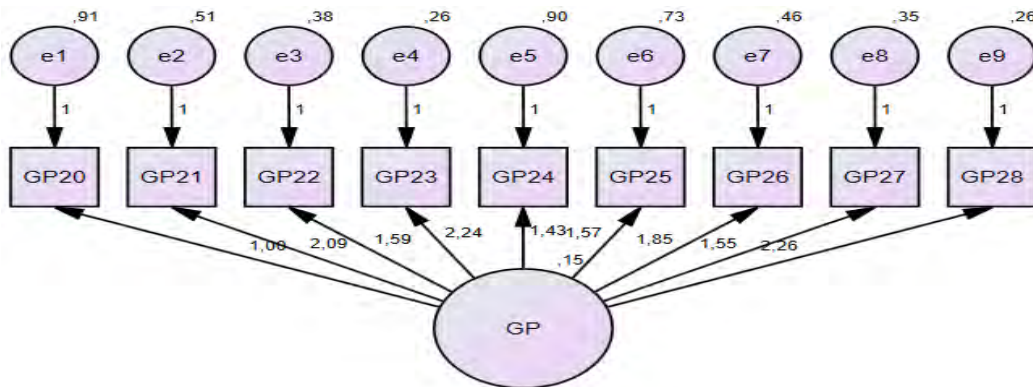 ,91 ,51 ,38 ,26 ,90 ,73 ,46 ,35 ,26
e1 e2 e3 e4 e5 e6 e7 e8 e9
1 1 1 1 1 1 1 1 1
GP20 GP21 GP22 GP23 GP24 GP25 GP26 GP27 GP28
1,00 2,09 1,59 2,24 1,43 1,57 1,85 1,55 2,26
,15
GP